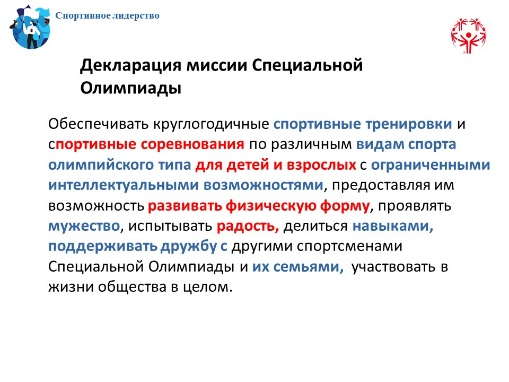 Спортивное лидерство
Декларация миссии Специальной
Олимпиады
Обеспечивать круглогодичные спортивные тренировки и
спортивные соревнования по различным видам спорта
олимпийского типа для детей и взрослых с ограниченными
интеллектуальными возможностями, предоставляя им
возможность развивать физическую форму, проявлять
мужество, испытывать радость, делиться навыками,
поддерживать дружбу с другими спортсменами
Специальной Олимпиады и их семьями, участвовать в
жизни общества в целом.